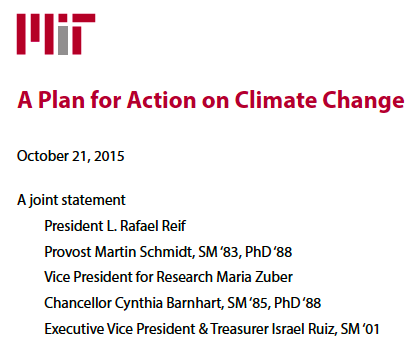 MIT
A Plan for Action on Climate Change
October 21, 2015
A joint statement
President L. Rafael Reif
Provost Martin Schmidt, SM ‘83, PhD ‘88
Vice President for Research Maria Zuber
Chancellor Cynthia Barnhart, SM ‘85, PhD ‘88
Executive Vice President & Treasurer Israel Ruiz, SM ‘01